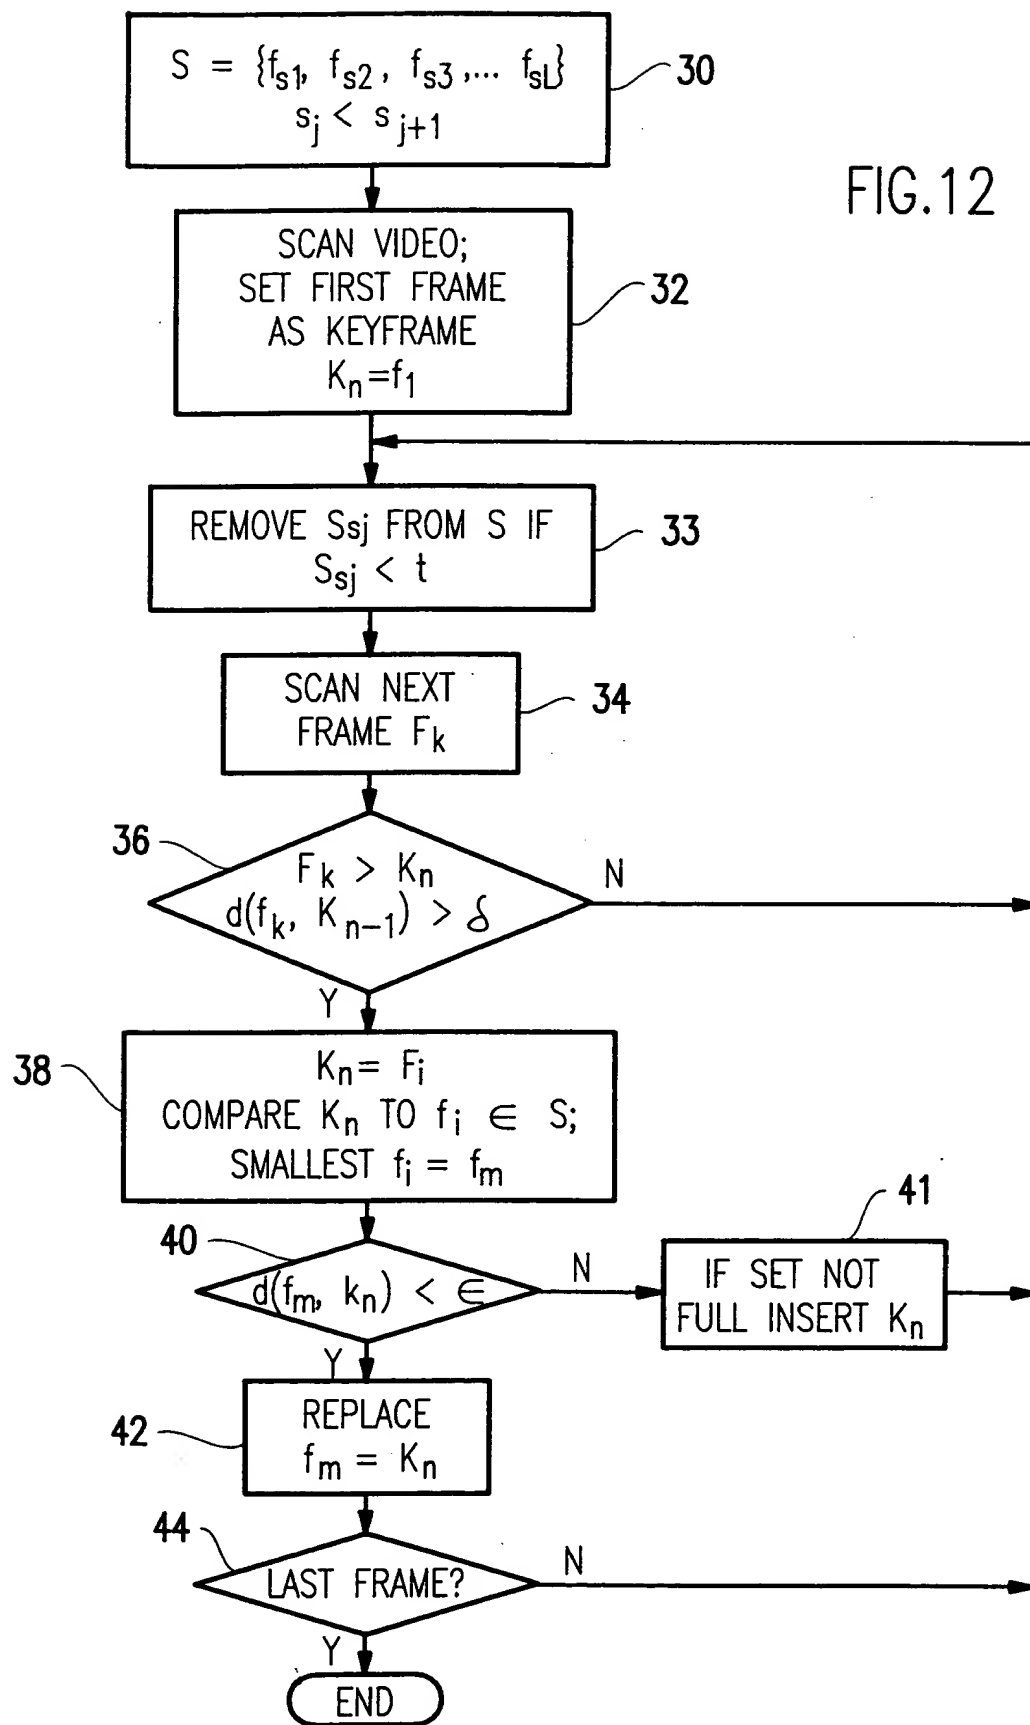 S = {fs1, fs2, fs3,... fsL}
sj < sj+1
30
FIG.12
SCAN VIDEO;
SET FIRST FRAME
AS KEYFRAME
Kn=f1
32
REMOVE Ssj FROM S IF
Ssj < t
33
SCAN NEXT
FRAME Fk
34
36
Fk > Kn
d(fk, Kn-1) > δ
N
Y
38
Kn= Fi
COMPARE Kn TO fi ∈ S;
SMALLEST fi = fm
40
d(fm, kn) < ∈
N
41
IF SET NOT
FULL INSERT Kn
Y
42
REPLACE
fm = Kn
44
LAST FRAME?
N
Y
END